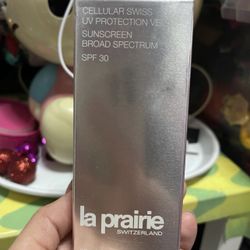 CELLULAR SWISS
UV PROTECTION VEIL
SUNSCREEN
BROAD SPECTRUM
SPF 30
la prairie
SWITZERLAND